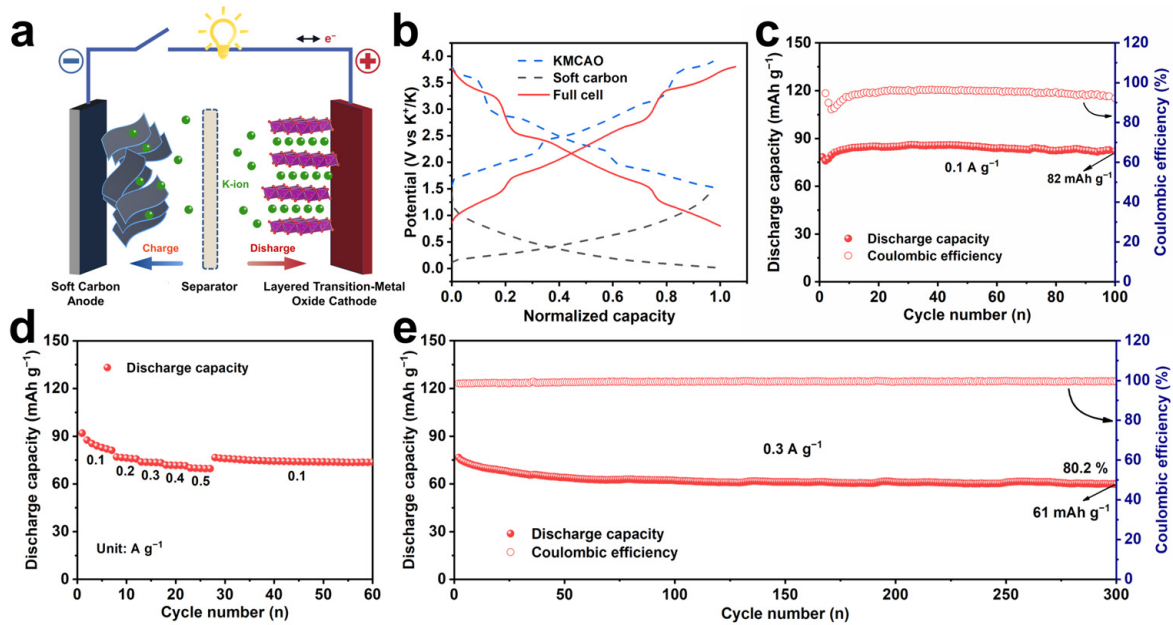 a
e⁻
K-ion
Charge
Disharge
Soft Carbon
Anode
Separator
Layered Transition-Metal
Oxide Cathode
b
Potential (V vs K⁺/K)
4.0
3.5
3.0
2.5
2.0
1.5
1.0
0.5
0.0
KMCAO
Soft carbon
Full cell
0.0 0.2 0.4 0.6 0.8 1.0
Normalized capacity
c
Discharge capacity (mAh g⁻¹)
150
120
90
60
30
0
0.1 A g⁻¹
82 mAh g⁻¹
Discharge capacity
Coulombic efficiency
0 20 40 60 80 100
Cycle number (n)
120
100
80
60
40
20
0
Coulombic efficiency (%)
d
Discharge capacity (mAh g⁻¹)
150
120
90
60
30
0
Discharge capacity
0.1
0.2
0.3
0.4
0.5
0.1
Unit: A g⁻¹
0 10 20 30 40 50 60
Cycle number (n)
e
Discharge capacity (mAh g⁻¹)
150
120
90
60
30
0
0.3 A g⁻¹
80.2 %
61 mAh g⁻¹
Discharge capacity
Coulombic efficiency
0 50 100 150 200 250 300
Cycle number (n)
120
100
80
60
40
20
0
Coulombic efficiency (%)